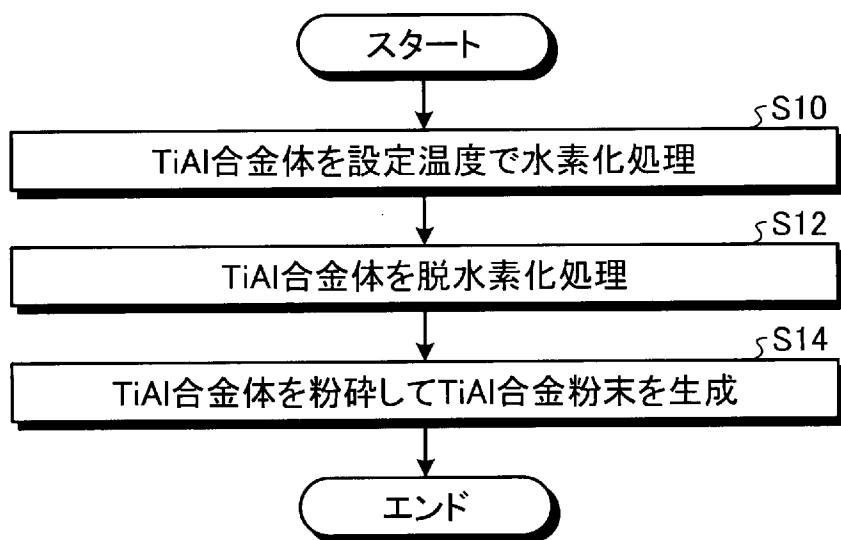 スタート
S10
TiAl合金体を設定温度で水素化処理
S12
TiAl合金体を脱水素化処理
S14
TiAl合金体を粉砕してTiAl合金粉末を生成
エンド